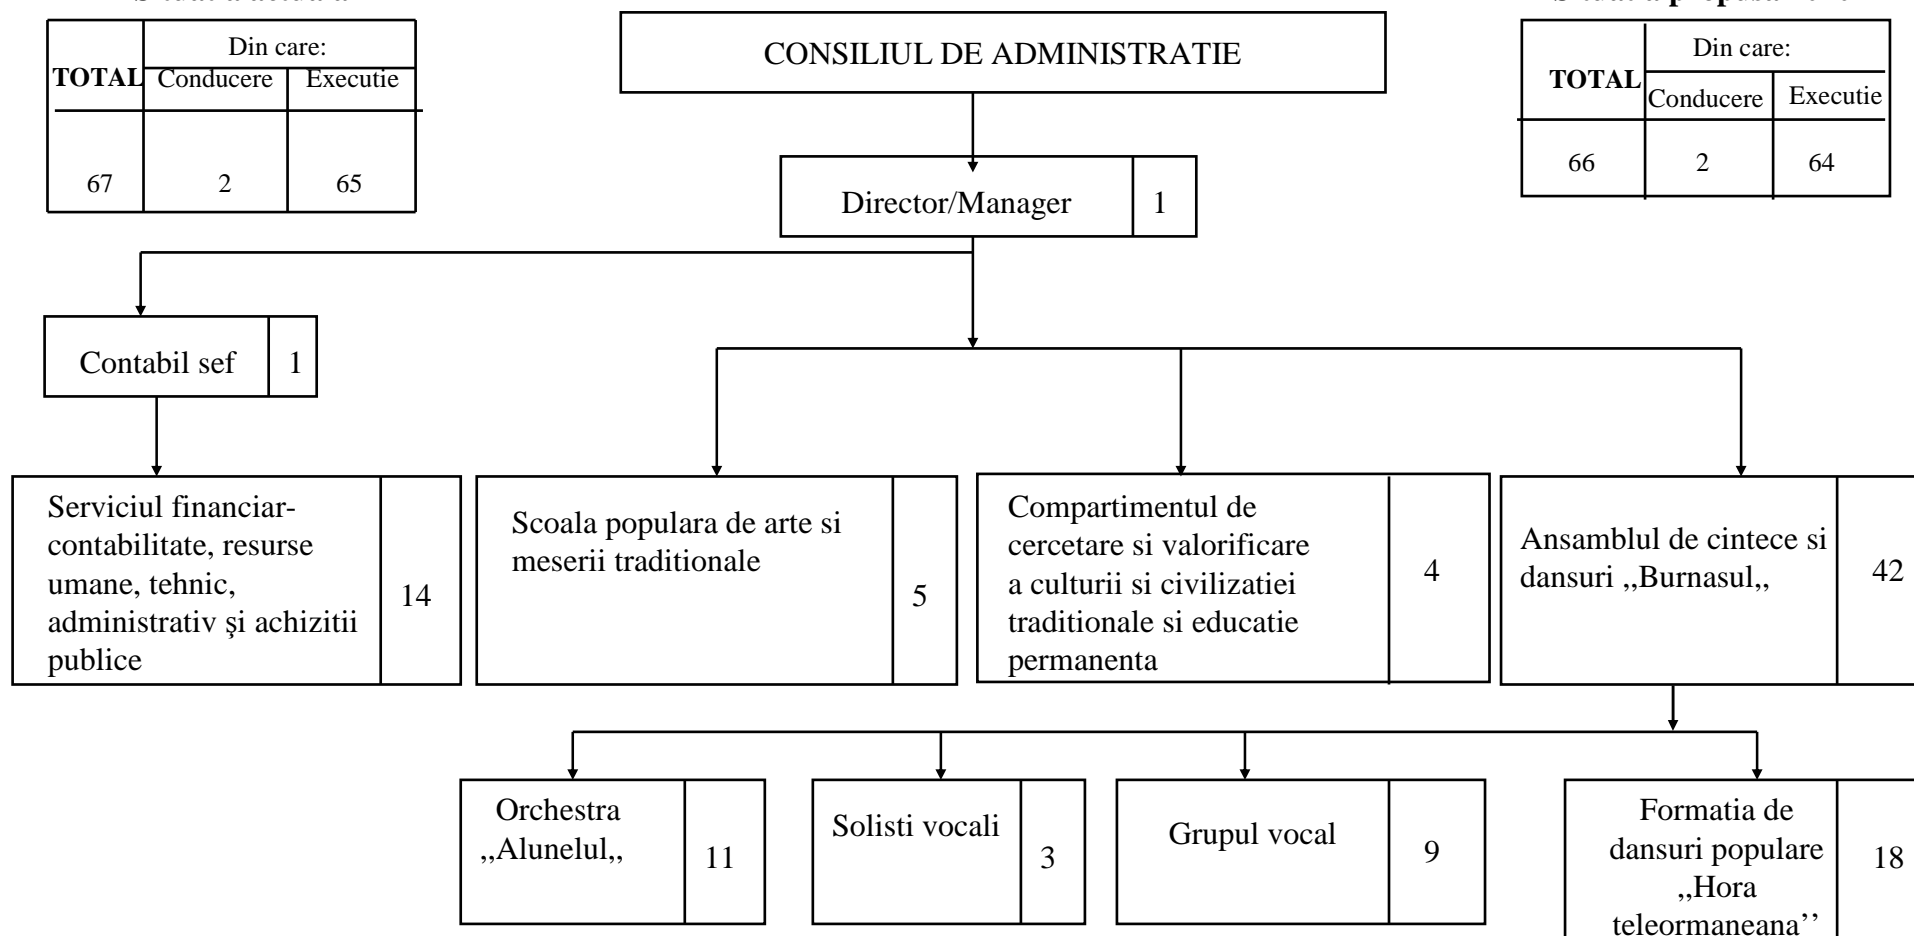 Din care:
TOTAL Conducere Executie
67 2 65
CONSILIUL DE ADMINISTRATIE
Din care:
TOTAL Conducere Executie
66 2 64
Director/Manager 1
Contabil sef 1
Serviciul financiar-
contabilitate, resurse
umane, tehnic,
administrativ şi achizitii
publice
14
Scoala populara de arte si
meserii traditionale
5
Compartimentul de
cercetare si valorificare
a culturii si civilizatiei
traditionale si educatie
permanenta
4
Ansamblul de cintece si
dansuri ,,Burnasul,,
42
Orchestra
,,Alunelul,,
11
Solisti vocali
3
Grupul vocal
9
Formatia de
dansuri populare
,,Hora
teleormaneana’’
18